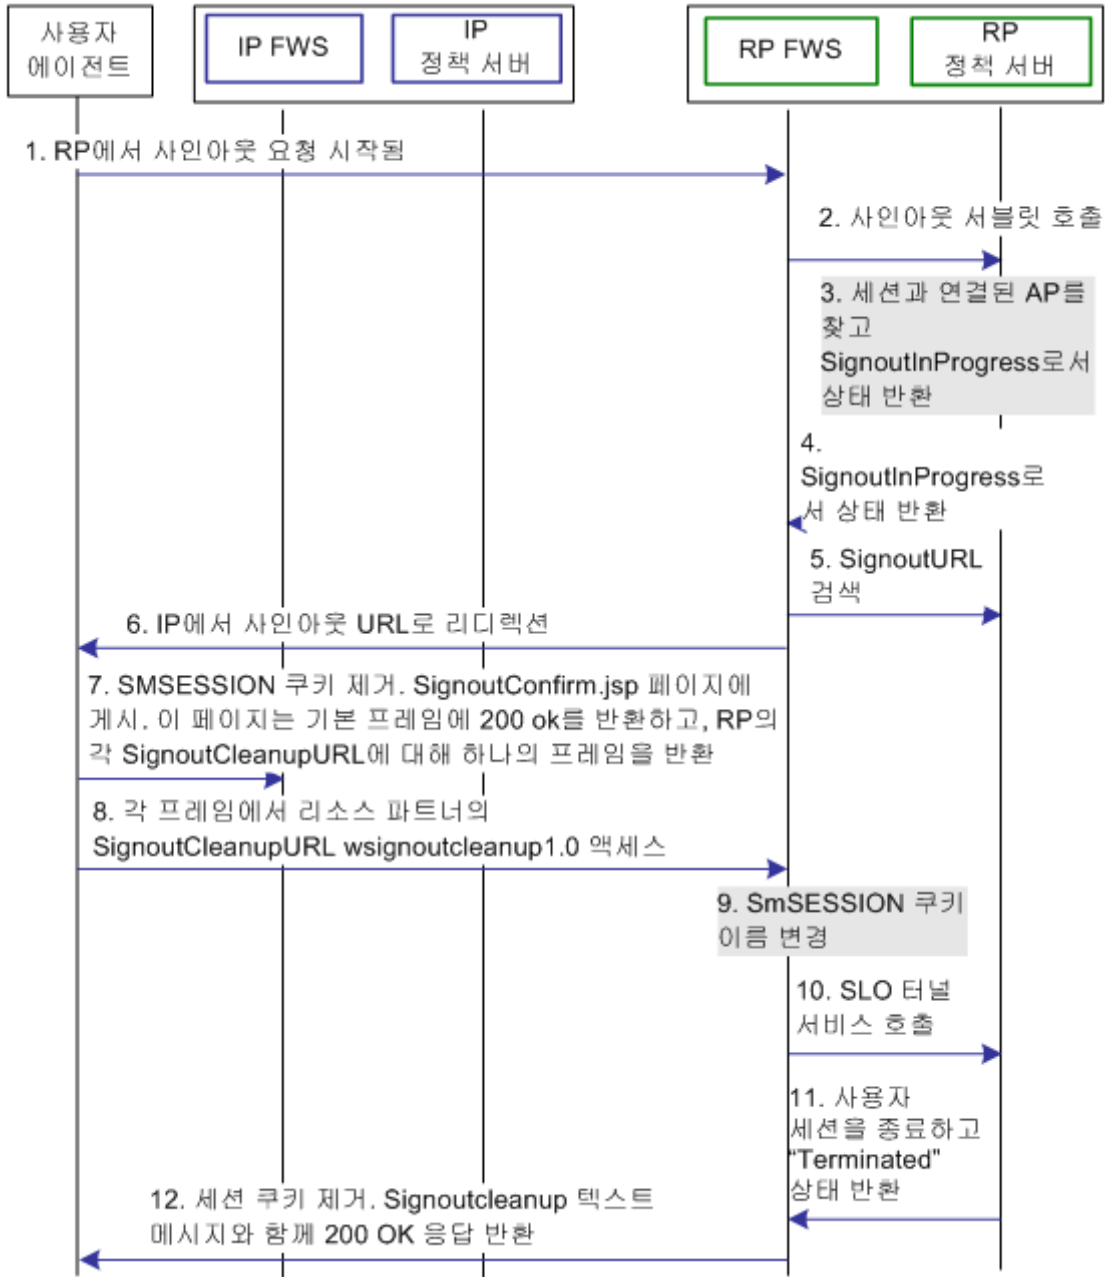 사용자
에이전트
IP FWS
IP
정책 서버
RP FWS
RP
정책 서버
1. RP에서 사인아웃 요청 시작됨
2. 사인아웃 서블릿 호출
3. 세션과 연결된 AP를
찾고
SignoutInProgress로서
상태 반환
4.
SignoutInProgress로
서 상태 반환
5. SignoutURL
검색
6. IP에서 사인아웃 URL로 리디렉션
7. SMSESSION 쿠키 제거. SignoutConfirm.jsp 페이지에
게시. 이 페이지는 기본 프레임에 200 ok를 반환하고, RP의
각 SignoutCleanupURL에 대해 하나의 프레임을 반환
8. 각 프레임에서 리소스 파트너의
SignoutCleanupURL wsignoutcleanup1.0 액세스
9. SmSESSION 쿠키
이름 변경
10. SLO 터널
서비스 호출
11. 사용자
세션을 종료하고
“Terminated"
상태 반환
12. 세션 쿠키 제거. Signoutcleanup 텍스트
메시지와 함께 200 OK 응답 반환